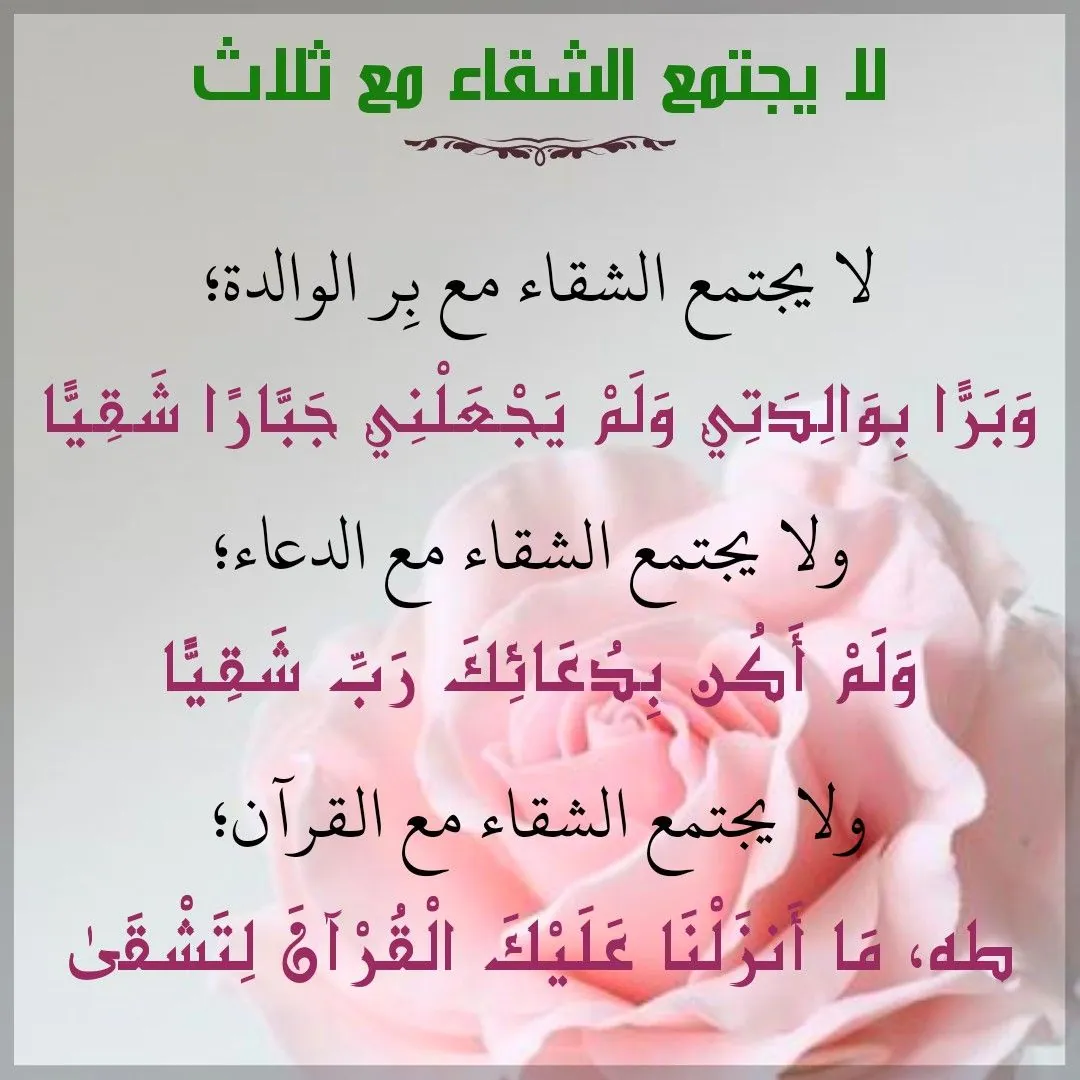 لا يجتمع الشقاء مع ثلاث
لا يجتمع الشقاء مع بِر الوالدة؛
وَبَرًّا بِوَالِدَتِي وَلَمْ يَجْعَلْنِي جَبَّارًا شَقِيًّا
ولا يجتمع الشقاء مع الدعاء؛
وَلَمْ أَكُن بِدُعَائِكَ رَبِّ شَقِيًّا
ولا يجتمع الشقاء مع القرآن؛
طه، مَا أَنزَلْنَا عَلَيْكَ الْقُرْآنَ لِتَشْقَىٰ